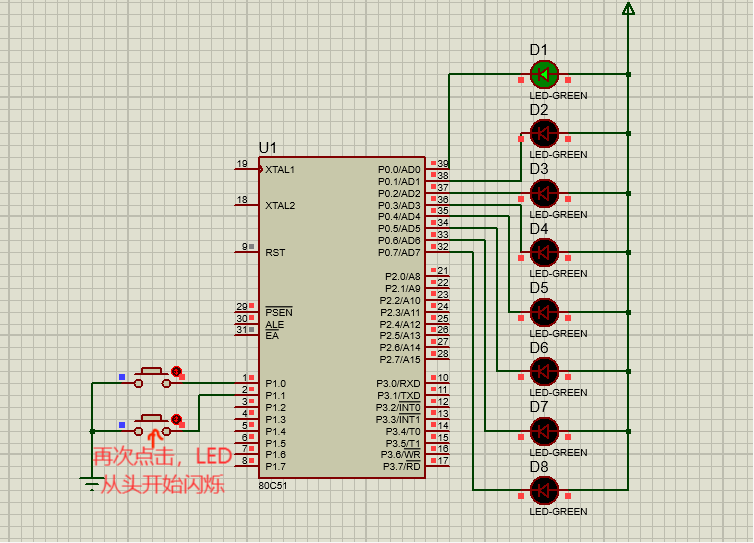 D1
LED-GREEN
D2
LED-GREEN
D3
LED-GREEN
D4
LED-GREEN
D5
LED-GREEN
D6
LED-GREEN
D7
LED-GREEN
D8
LED-GREEN
U1
19 XTAL1
18 XTAL2
9 RST
29 PSEN
30 ALE
31 EA
1 P1.0
2 P1.1
3 P1.2
4 P1.3
5 P1.4
6 P1.5
7 P1.6
8 P1.7
P0.0/AD0 39
P0.1/AD1 38
P0.2/AD2 37
P0.3/AD3 36
P0.4/AD4 35
P0.5/AD5 34
P0.6/AD6 33
P0.7/AD7 32
P2.0/A8 21
P2.1/A9 22
P2.2/A10 23
P2.3/A11 24
P2.4/A12 25
P2.5/A13 26
P2.6/A14 27
P2.7/A15 28
P3.0/RXD 10
P3.1/TXD 11
P3.2/INT0 12
P3.3/INT1 13
P3.4/T0 14
P3.5/T1 15
P3.6/WR 16
P3.7/RD 17
80C51
再次点击，LED
从头开始闪烁